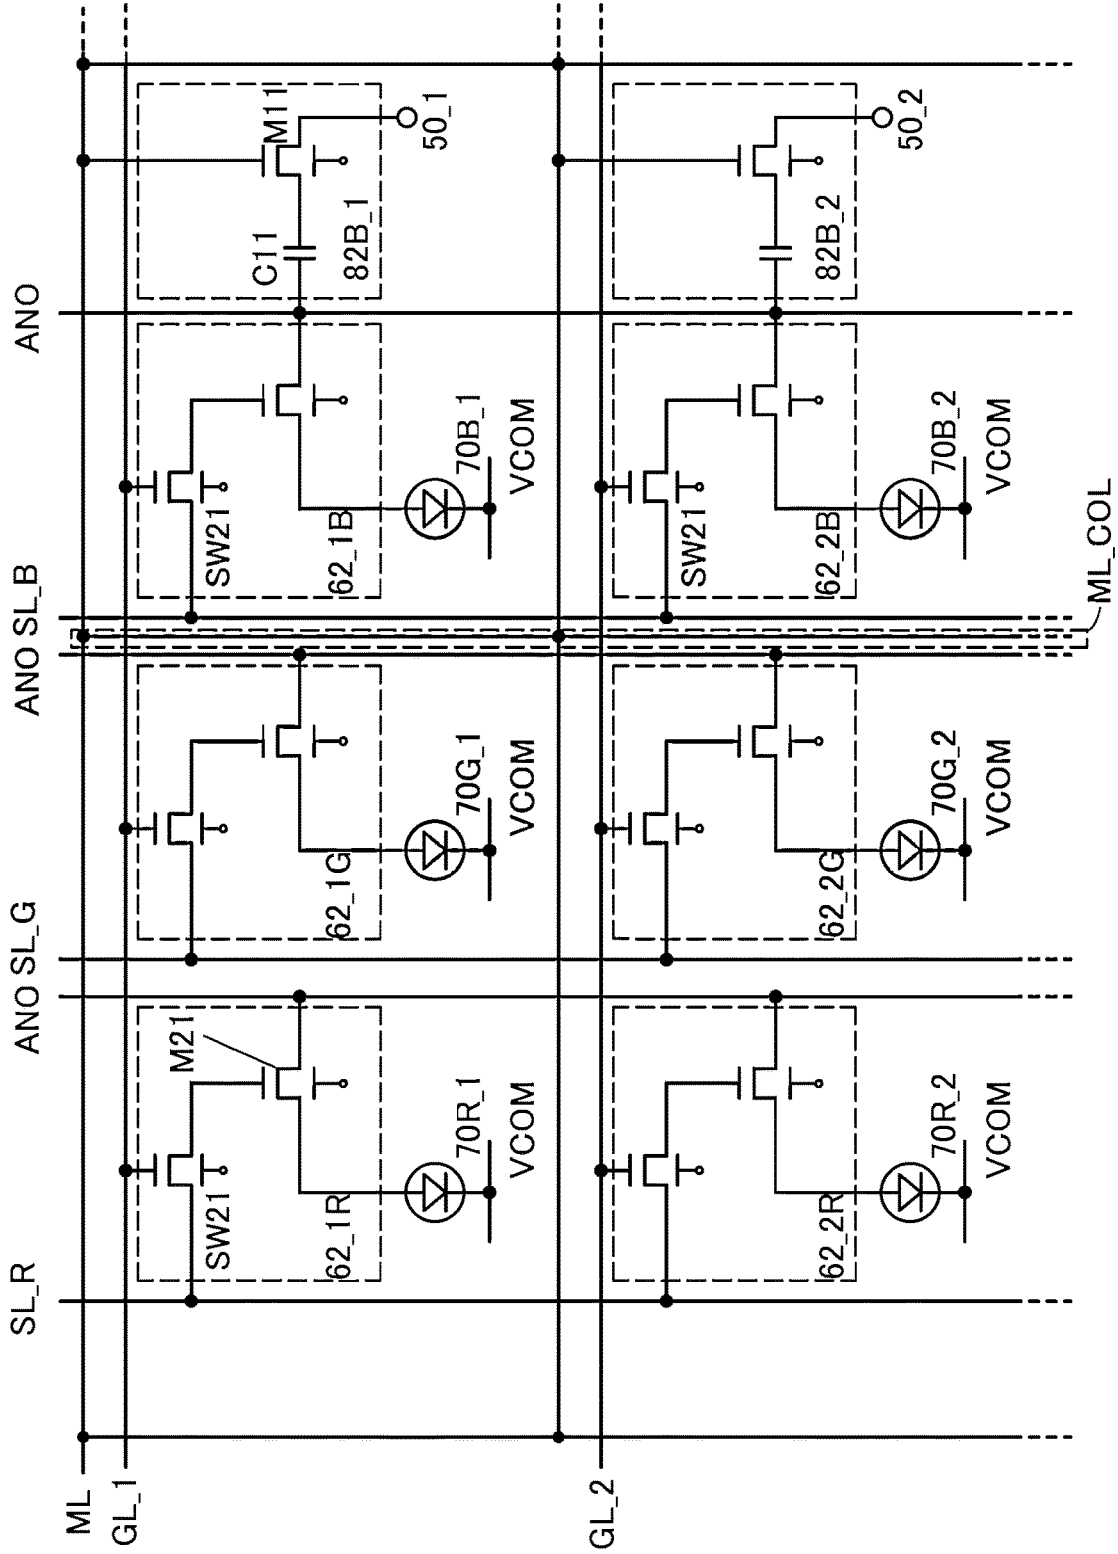 SL_R
ANO SL_G
ANO SL_B
ANO
ML
GL_1
SW21
M21
62_1R
70R_1
VCOM
62_1G
70G_1
VCOM
SW21
62_1B
70B_1
VCOM
C11
M11
82B_1
50_1
GL_2
62_2R
70R_2
VCOM
62_2G
70G_2
VCOM
SW21
62_2B
70B_2
VCOM
82B_2
50_2
ML_COL